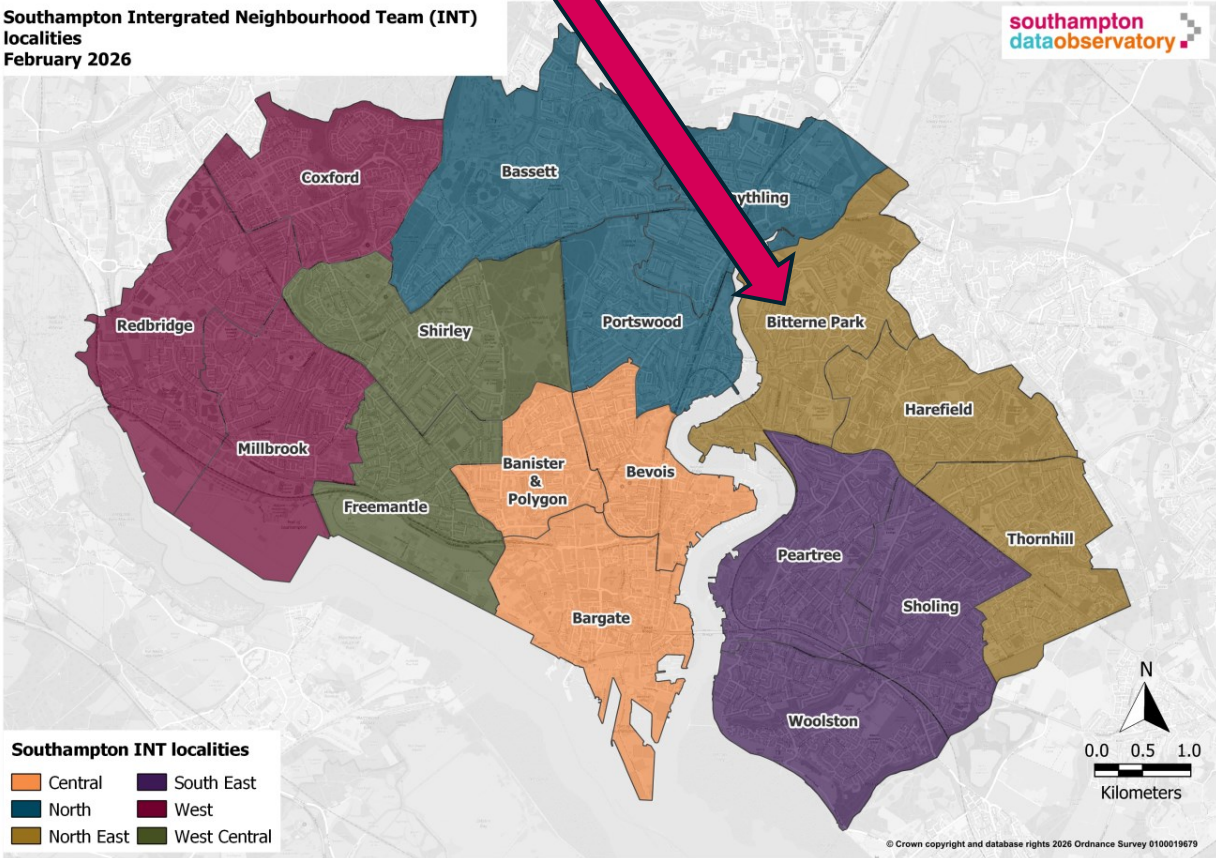 Southampton Intergrated Neighbourhood Team (INT)
localities
February 2026
southampton
dataobservatory
Coxford
Bassett
ythling
Redbridge
Shirley
Portswood
Bitterne Park
Harefield
Millbrook
Banister
&
Polygon
Bevois
Freemantle
Thornhill
Peartree
Sholing
Bargate
Woolston
N
0.0 0.5 1.0
Kilometers
Southampton INT localities
Central
South East
North
West
North East
West Central
© Crown copyright and database rights 2026 Ordnance Survey 0100019679